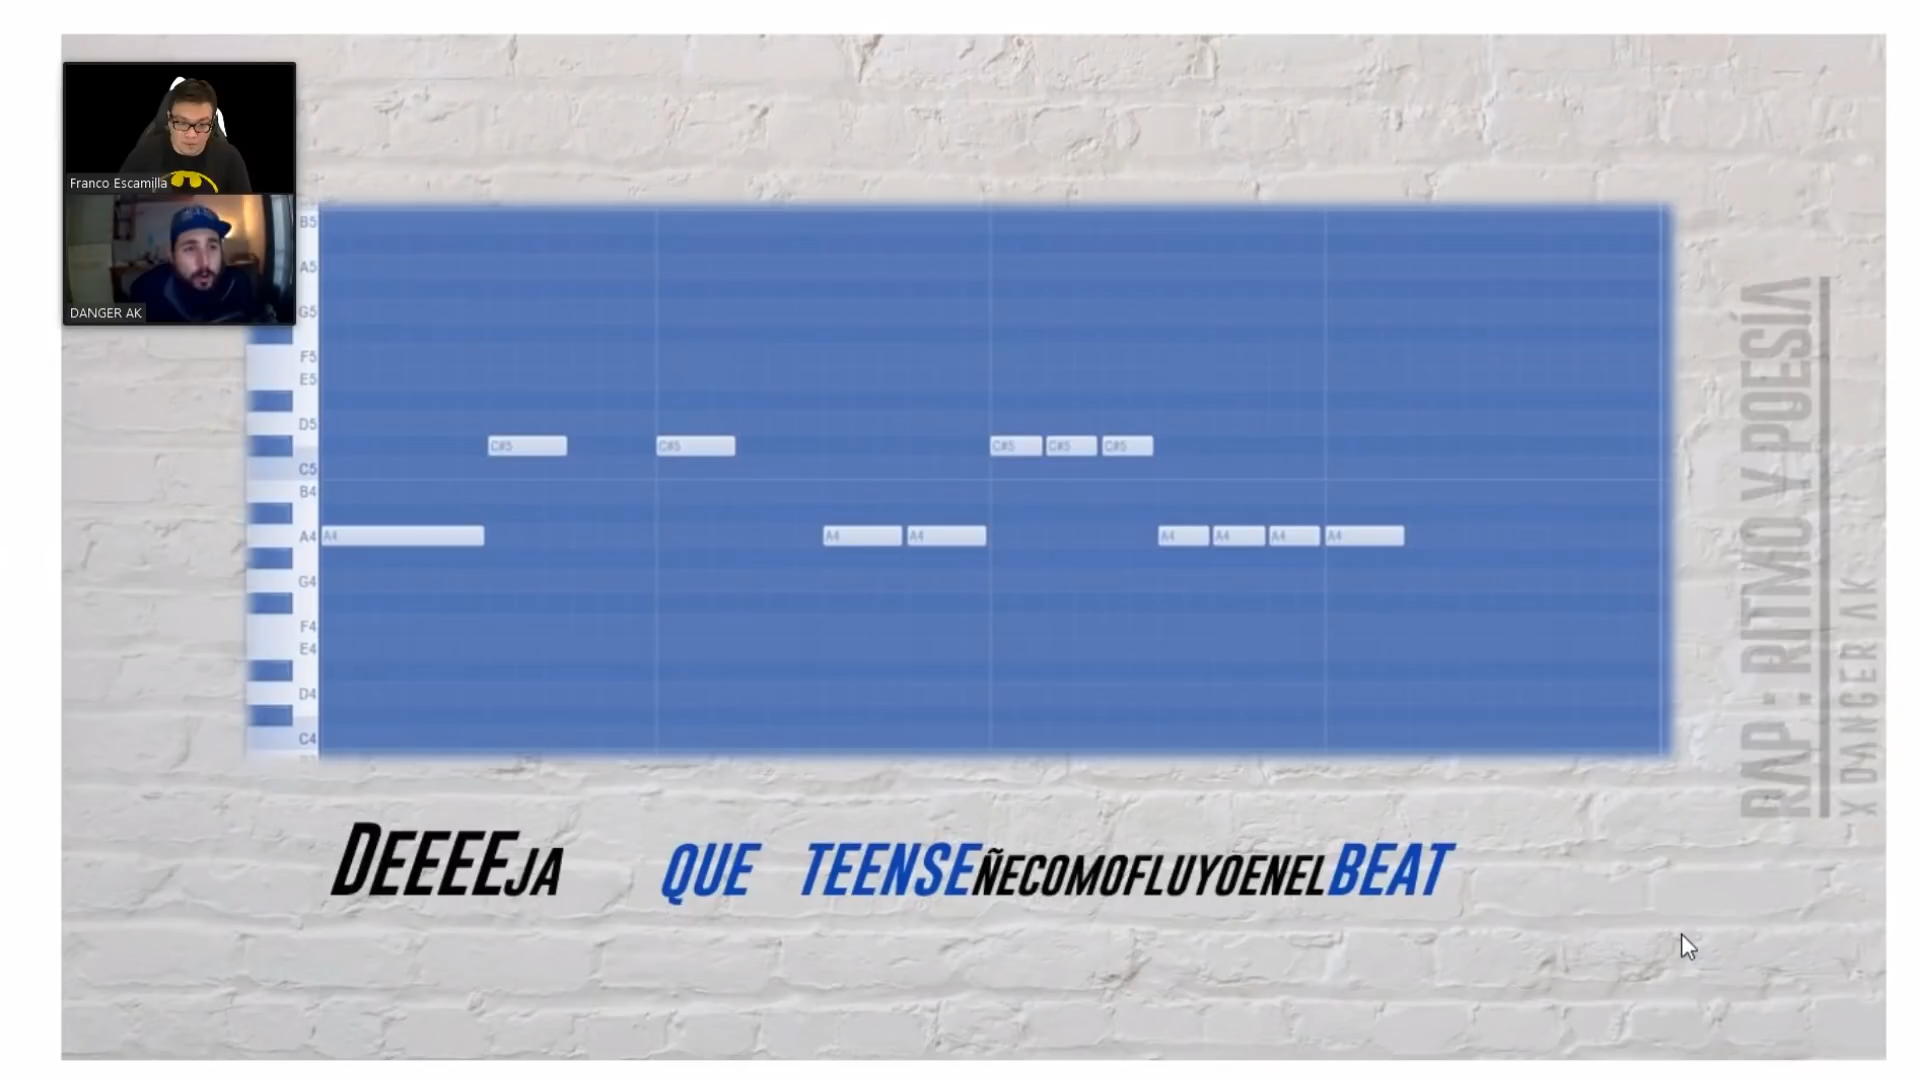 Franco Escamilla
DANGER AK
B5
A5
G5
F5
E5
D5
C5
B4
A4
G4
F4
E4
D4
C4
C#5 C#5 C#5 C#5 C#5
A4 A4 A4 A4 A4 A4 A4
DEEEEJA QUE TEENSEÑECOMOFLUYOENELBEAT
RAP : RITMO Y POESÍA
- X DANGER AK